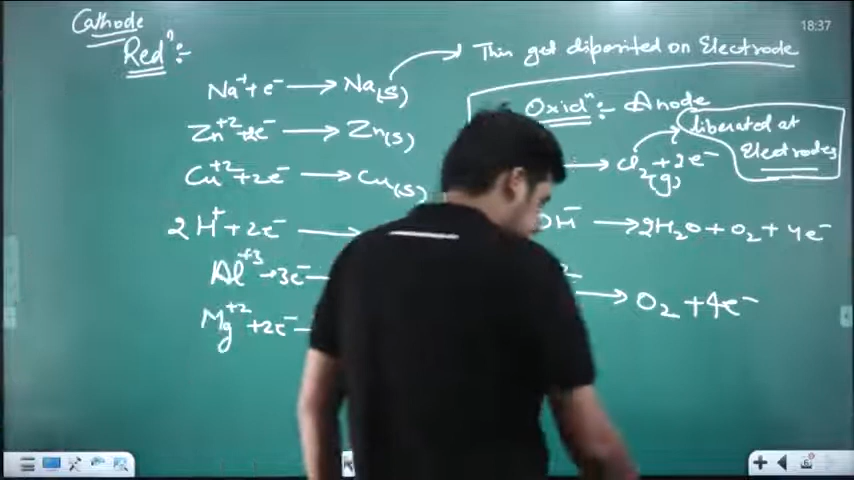 Cathode
Redⁿ :-
Na⁺ + e⁻ → Na(s) → This get diposited on Electrode
Zn⁺² + 2e⁻ → Zn(s)
Cu⁺² + 2e⁻ → Cu(s)
2H⁺ + 2e⁻ →
Al⁺³ + 3e⁻
Mg⁺² + 2e⁻
Oxidⁿ :- Anode
→ Cl₂(g) + 2e⁻
liberated at
Electrodes
OH⁻ → 2H₂O + O₂ + 4e⁻
→ O₂ + 4e⁻
18:37